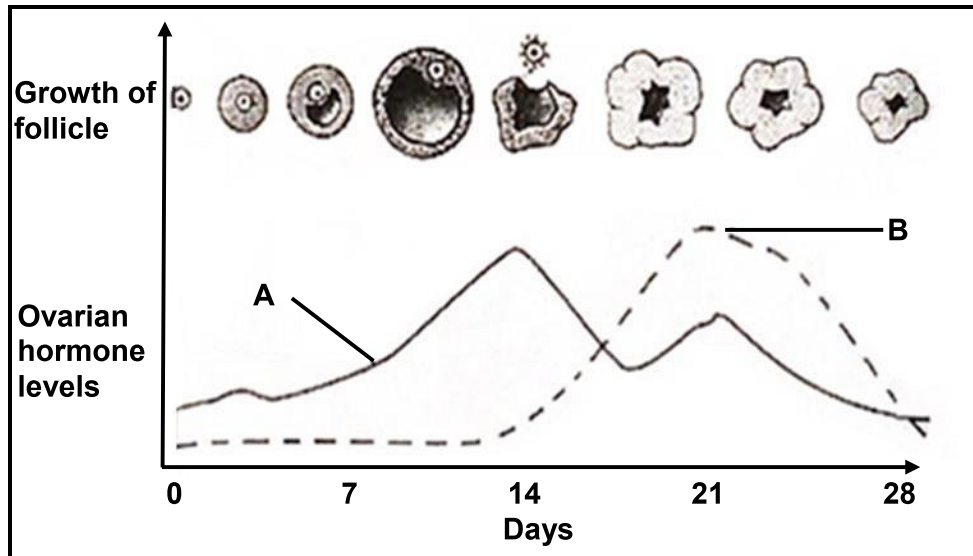 Growth of
follicle
B
A
Ovarian
hormone
levels
0 7 14 21 28
Days